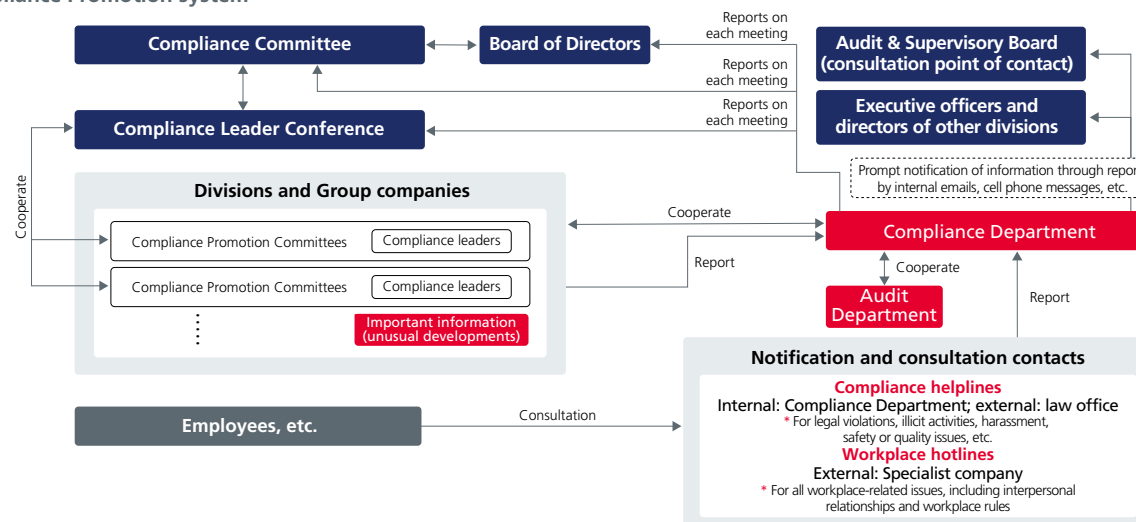 Compliance Committee
Board of Directors
Reports on
each meeting
Reports on
each meeting
Reports on
each meeting
Audit & Supervisory Board
(consultation point of contact)
Executive officers and
directors of other divisions
Compliance Leader Conference
Prompt notification of information through
by internal emails, cell phone messages, etc.
Cooperate
Divisions and Group companies
Compliance Promotion Committees
Compliance leaders
Compliance Promotion Committees
Compliance leaders
Important information
(unusual developments)
Cooperate
Report
Compliance Department
Cooperate
Audit
Department
Report
Employees, etc.
Consultation
Notification and consultation contacts
Compliance helplines
Internal: Compliance Department; external: law office
* For legal violations, illicit activities, harassment,
safety or quality issues, etc.
Workplace hotlines
External: Specialist company
* For all workplace-related issues, including interpersonal
relationships and workplace rules